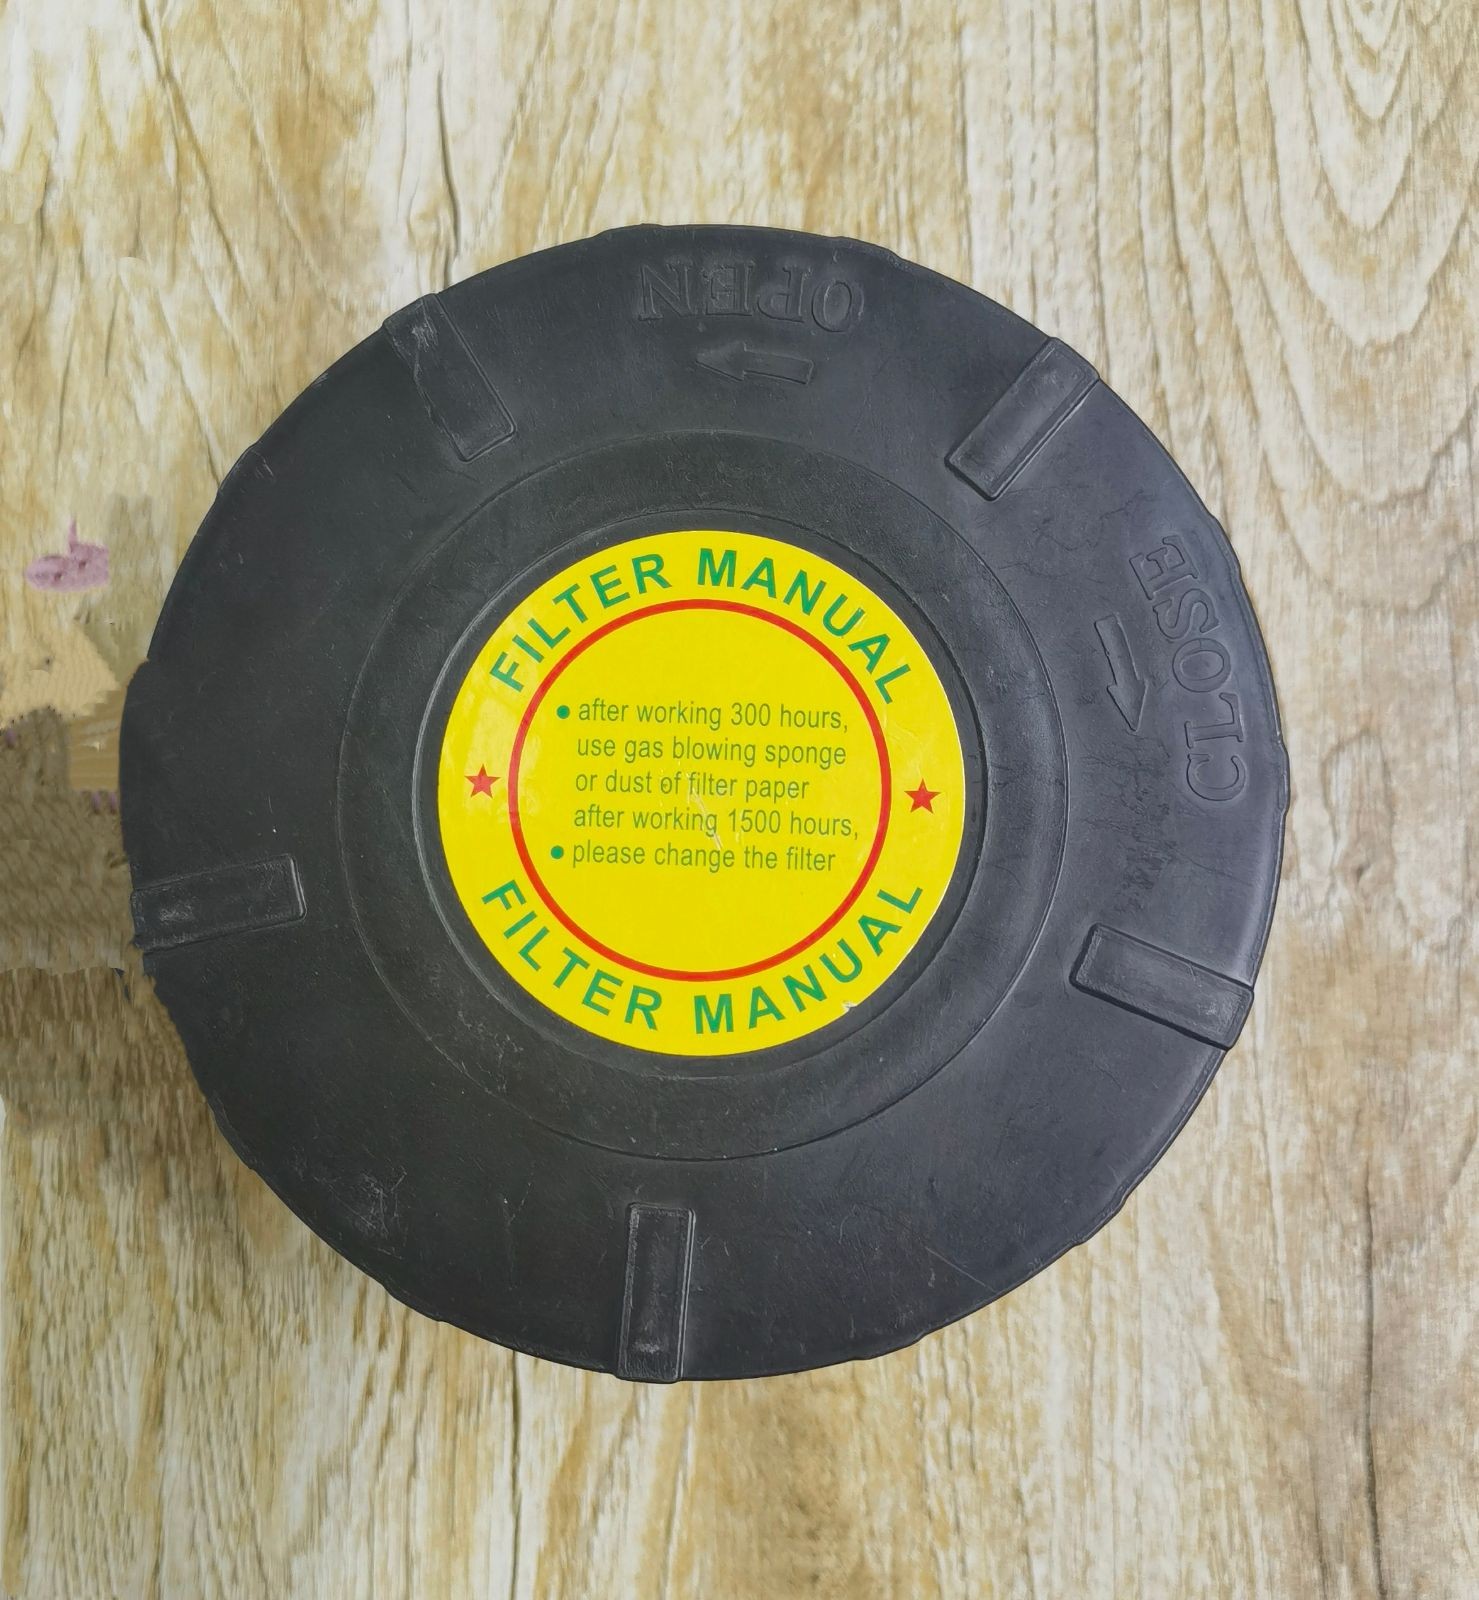 OPEN
CLOSE
FILTER MANUAL
● after working 300 hours,
use gas blowing sponge
or dust of filter paper
after working 1500 hours,
● please change the filter
FILTER MANUAL